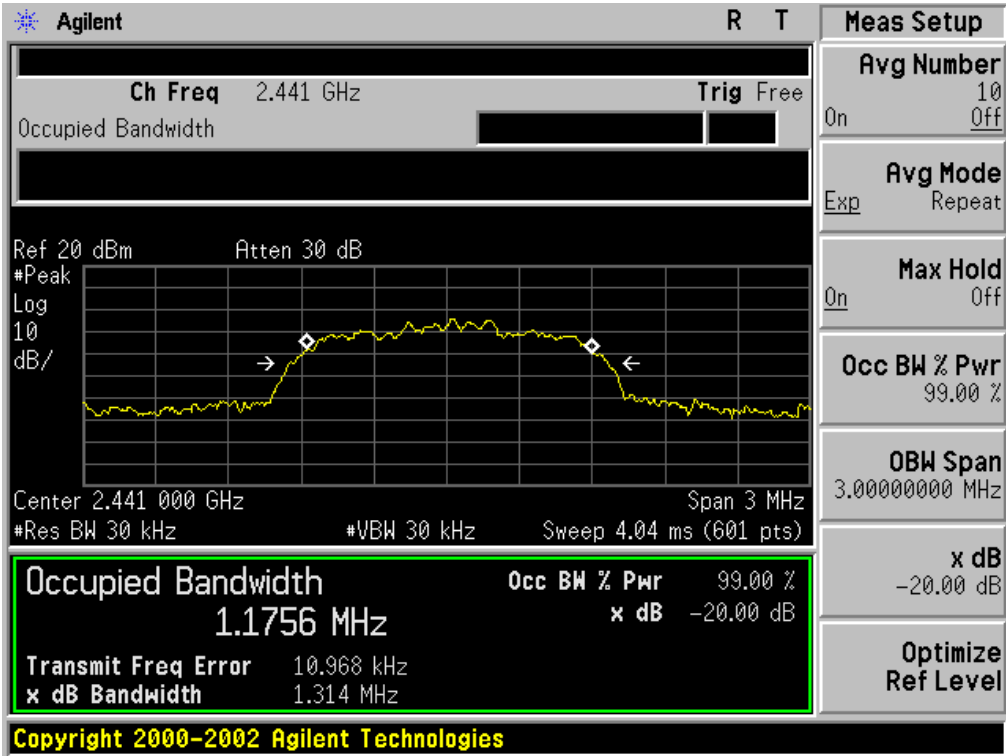 Agilent R T
Ch Freq 2.441 GHz Trig Free
Occupied Bandwidth
Ref 20 dBm Atten 30 dB
#Peak
Log
10
dB/
Center 2.441 000 GHz Span 3 MHz
#Res BW 30 kHz #VBW 30 kHz Sweep 4.04 ms (601 pts)
Occupied Bandwidth Occ BW % Pwr 99.00 %
1.1756 MHz x dB -20.00 dB
Transmit Freq Error 10.968 kHz
x dB Bandwidth 1.314 MHz
Copyright 2000-2002 Agilent Technologies
Meas Setup
Avg Number
10
On Off
Avg Mode
Exp Repeat
Max Hold
On Off
Occ BW % Pwr
99.00 %
OBW Span
3.00000000 MHz
x dB
-20.00 dB
Optimize
Ref Level